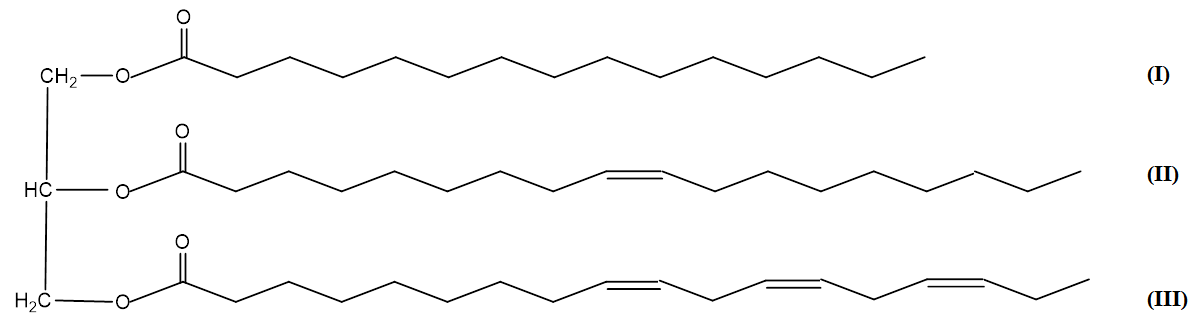 O
CH2 O (I)
O
HC O (II)
O
H2C O (III)